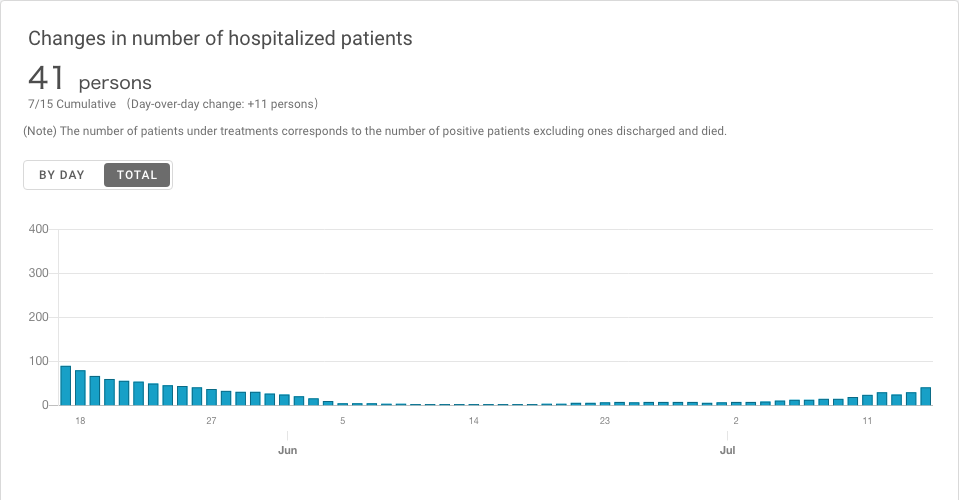 Changes in number of hospitalized patients
41 persons
7/15 Cumulative （Day-over-day change: +11 persons）
(Note) The number of patients under treatments corresponds to the number of positive patients excluding ones discharged and died.
BY DAY TOTAL
400
300
200
100
0
18 27 5 14 23 2 11
Jun Jul